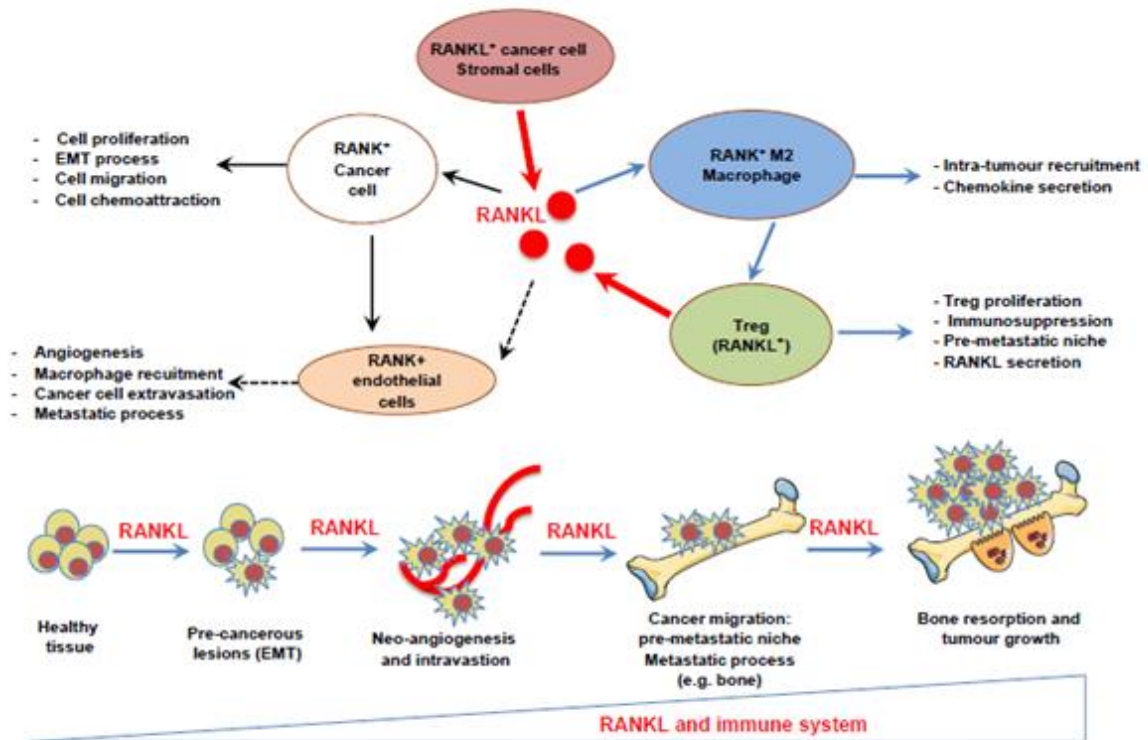 RANKL⁺ cancer cell
Stromal cells
- Cell proliferation
- EMT process
- Cell migration
- Cell chemoattraction
RANK⁺
Cancer
cell
RANKL
RANK⁺ M2
Macrophage
- Intra-tumour recruitment
- Chemokine secretion
Treg
(RANKL⁺)
- Treg proliferation
- Immunosuppression
- Pre-metastatic niche
- RANKL secretion
- Angiogenesis
- Macrophage recuitment
- Cancer cell extravasation
- Metastatic process
RANK+
endothelial
cells
RANKL
RANKL
RANKL
RANKL
Healthy
tissue
Pre-cancerous
lesions (EMT)
Neo-angiogenesis
and intravastion
Cancer migration:
pre-metastatic niche
Metastatic process
(e.g. bone)
Bone resorption and
tumour growth
RANKL and immune system